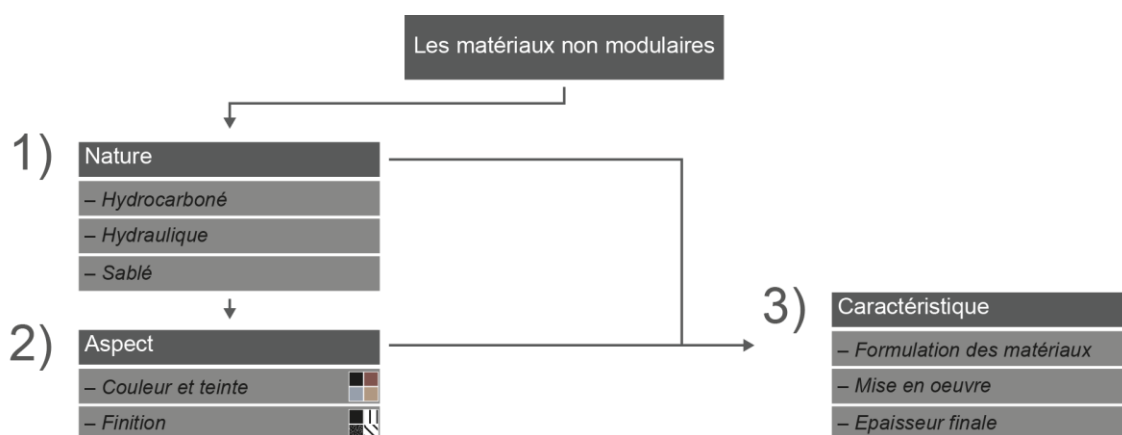 Les matériaux non modulaires
1)
Nature
– Hydrocarboné
– Hydraulique
– Sablé
2)
Aspect
– Couleur et teinte
– Finition
3)
Caractéristique
– Formulation des matériaux
– Mise en oeuvre
– Epaisseur finale